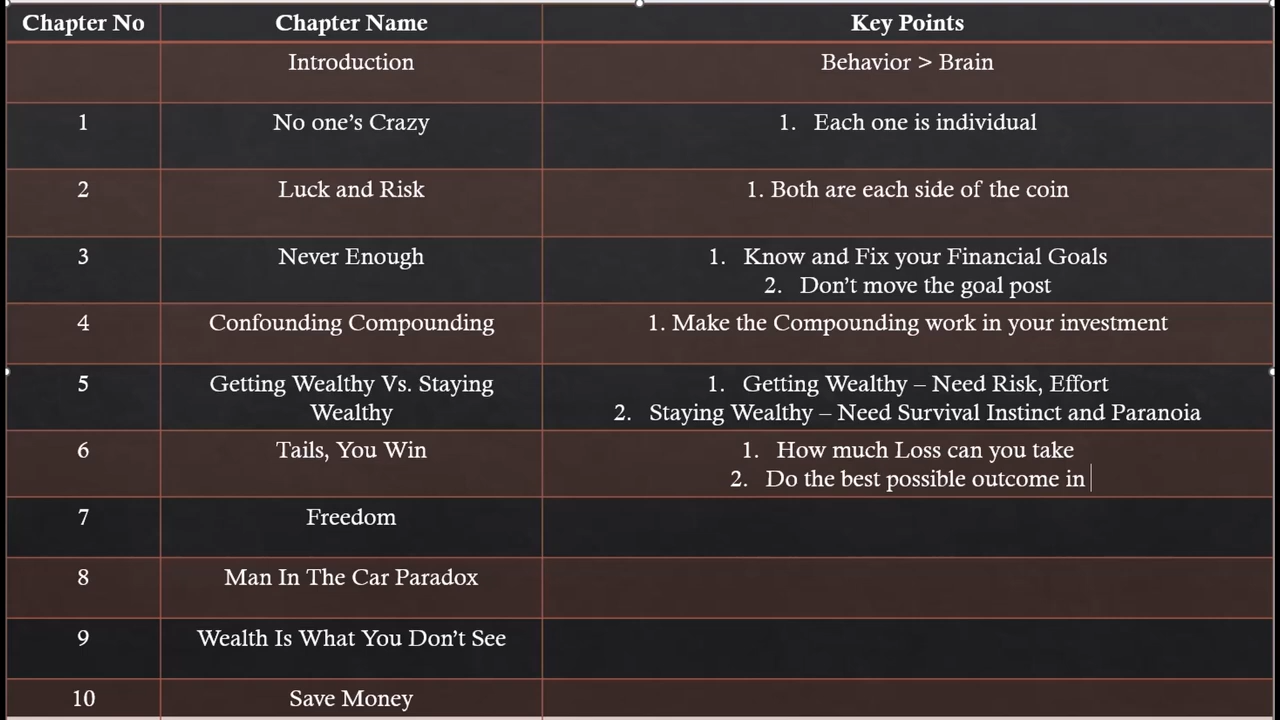 Chapter No Chapter Name Key Points
Introduction Behavior > Brain
1 No one’s Crazy 1. Each one is individual
2 Luck and Risk 1. Both are each side of the coin
3 Never Enough 1. Know and Fix your Financial Goals
2. Don’t move the goal post
4 Confounding Compounding 1. Make the Compounding work in your investment
5 Getting Wealthy Vs. Staying 1. Getting Wealthy – Need Risk, Effort
Wealthy 2. Staying Wealthy – Need Survival Instinct and Paranoia
6 Tails, You Win 1. How much Loss can you take
2. Do the best possible outcome in
7 Freedom
8 Man In The Car Paradox
9 Wealth Is What You Don’t See
10 Save Money